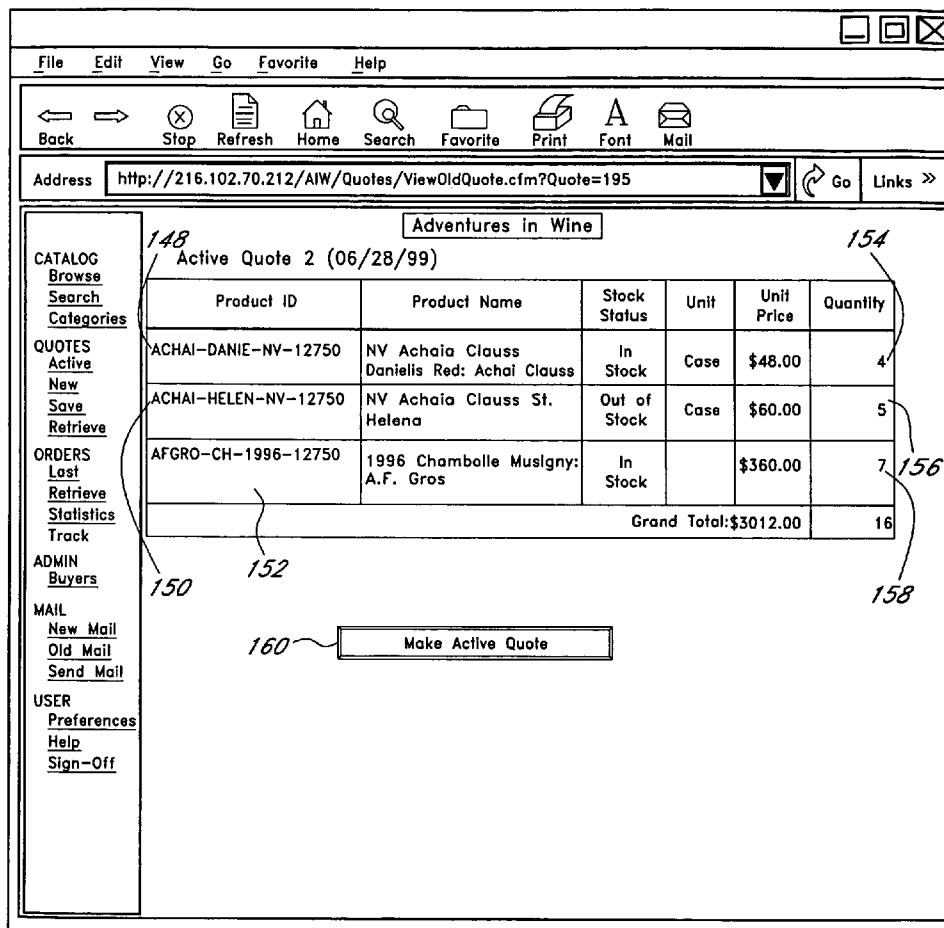 File Edit View Go Favorite Help
Back Stop Refresh Home Search Favorite Print A Font Mail
Address http://216.102.70.212/AIW/Quotes/ViewOldQuote.cfm?Quote=195 Go Links »
Adventures in Wine
148 Active Quote 2 (06/28/99) 154
CATALOG
Browse
Search
Categories
QUOTES
Active
New
Save
Retrieve
ORDERS
Last
Retrieve
Statistics
Track
ADMIN
Buyers
MAIL
New Mail
Old Mail
Send Mail
USER
Preferences
Help
Sign-Off
Product ID Product Name Stock Status Unit Unit Price Quantity
ACHAI-DANIE-NV-12750 NV Achaia Clauss Danielis Red: Achai Clauss In Stock Case $48.00 4
ACHAI-HELEN-NV-12750 NV Achaia Clauss St. Helena Out of Stock Case $60.00 5
AFGRO-CH-1996-12750 1996 Chambolle Musigny: A.F. Gros In Stock $360.00 7
Grand Total:$3012.00 16
150 152 156 158
160 Make Active Quote